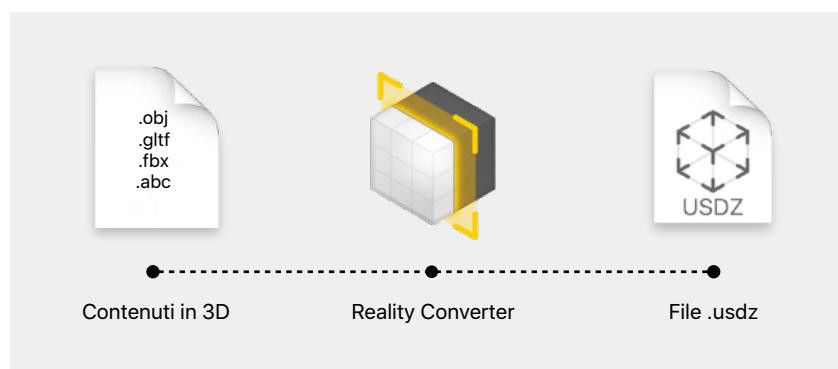 .obj
.gltf
.fbx
.abc
USDZ
Contenuti in 3D
Reality Converter
File .usdz